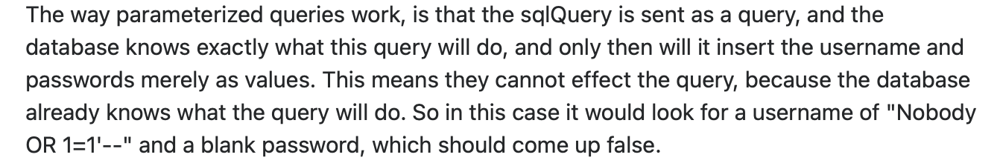 The way parameterized queries work, is that the sqlQuery is sent as a query, and the
database knows exactly what this query will do, and only then will it insert the username and
passwords merely as values. This means they cannot effect the query, because the database
already knows what the query will do. So in this case it would look for a username of "Nobody
OR 1=1'--" and a blank password, which should come up false.